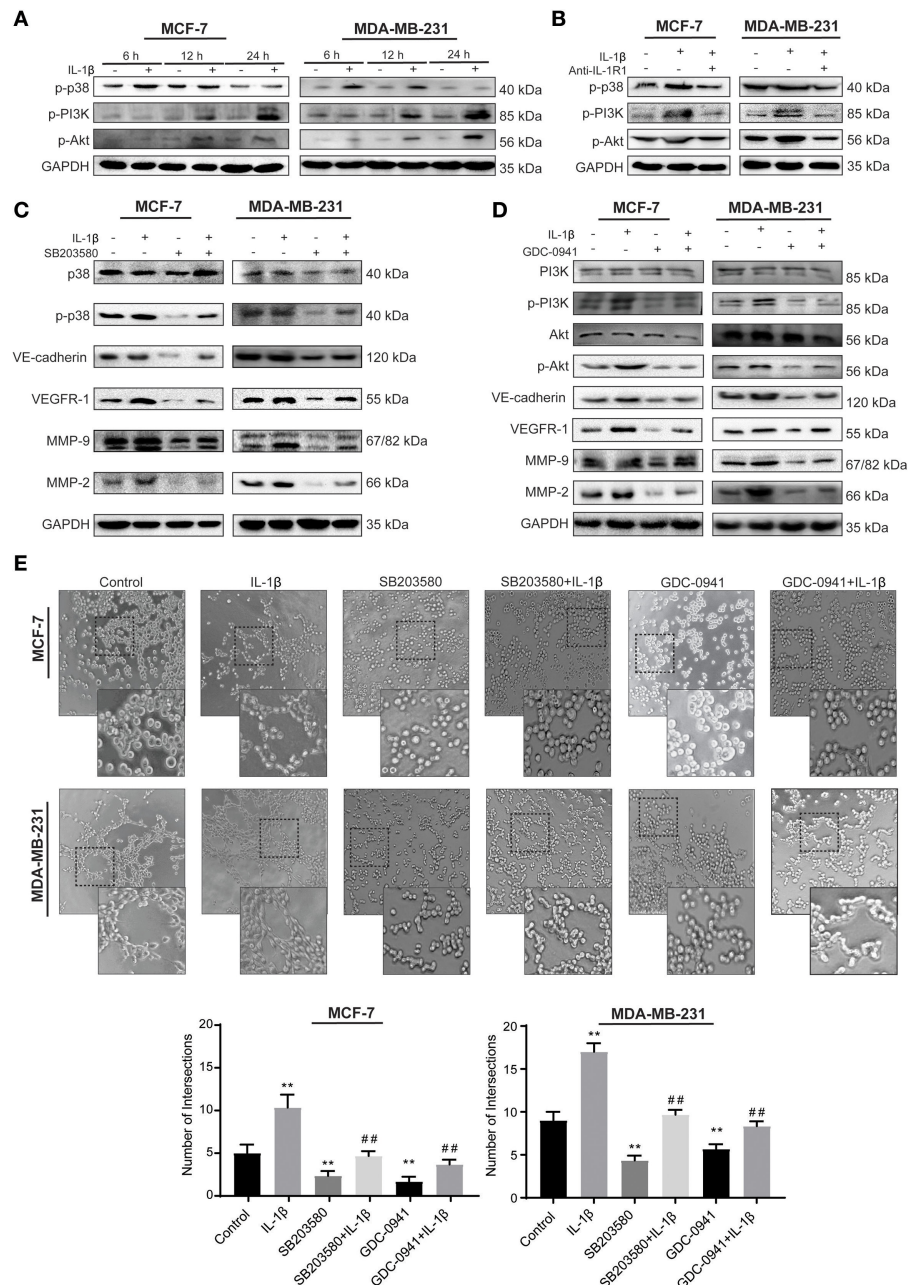 A
MCF-7
MDA-MB-231
6 h 12 h 24 h 6 h 12 h 24 h
IL-1β - + - + - + - + - + - +
p-p38 40 kDa
p-PI3K 85 kDa
p-Akt 56 kDa
GAPDH 35 kDa
B
MCF-7 MDA-MB-231
IL-1β - + + - + +
Anti-IL-1R1 - - + - - +
p-p38 40 kDa
p-PI3K 85 kDa
p-Akt 56 kDa
GAPDH 35 kDa
C
MCF-7 MDA-MB-231
IL-1β - + - + - + - +
SB203580 - - + + - - + +
p38 40 kDa
p-p38 40 kDa
VE-cadherin 120 kDa
VEGFR-1 55 kDa
MMP-9 67/82 kDa
MMP-2 66 kDa
GAPDH 35 kDa
D
MCF-7 MDA-MB-231
IL-1β - + - + - + - +
GDC-0941 - - + + - - + +
PI3K 85 kDa
p-PI3K 85 kDa
Akt 56 kDa
p-Akt 56 kDa
VE-cadherin 120 kDa
VEGFR-1 55 kDa
MMP-9 67/82 kDa
MMP-2 66 kDa
GAPDH 35 kDa
E
Control IL-1β SB203580 SB203580+IL-1β GDC-0941 GDC-0941+IL-1β
MCF-7
MDA-MB-231
MCF-7
Number of Intersections
20
15
10
5
0
**
**
##
**
##
Control
IL-1β
SB203580
SB203580+IL-1β
GDC-0941
GDC-0941+IL-1β
MDA-MB-231
Number of Intersections
20
15
10
5
0
**
**
##
**
##
Control
IL-1β
SB203580
SB203580+IL-1β
GDC-0941
GDC-0941+IL-1β